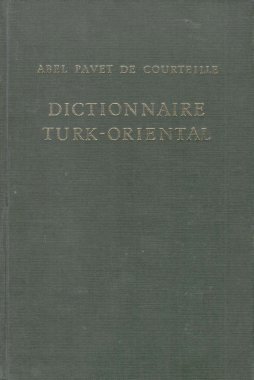 ABEL PAVET DE COURTEILLE
DICTIONNAIRE
TURK-ORIENTAL